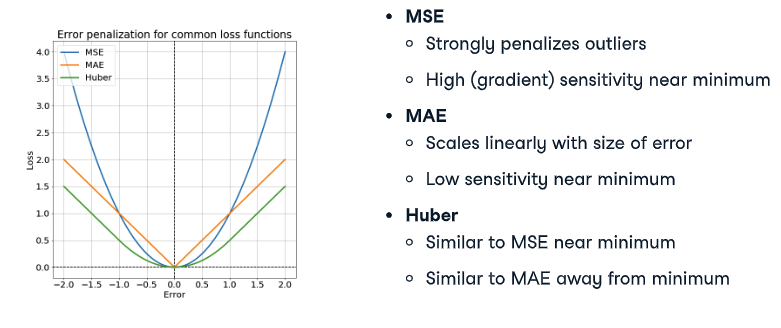 Error penalization for common loss functions
MSE
MAE
Huber
4.0
3.5
3.0
2.5
2.0
1.5
1.0
0.5
0.0
Loss
−2.0 −1.5 −1.0 −0.5 0.0 0.5 1.0 1.5 2.0
Error
• MSE
○ Strongly penalizes outliers
○ High (gradient) sensitivity near minimum
• MAE
○ Scales linearly with size of error
○ Low sensitivity near minimum
• Huber
○ Similar to MSE near minimum
○ Similar to MAE away from minimum